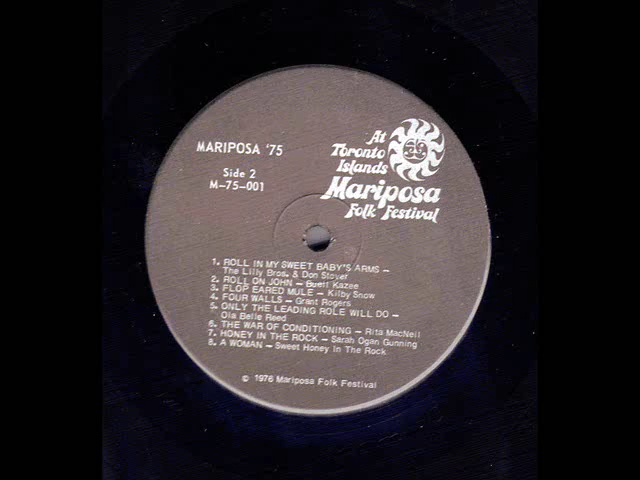 At
Toronto
Islands
Mariposa
Folk Festival
MARIPOSA '75
Side 2
M-75-001
1. ROLL IN MY SWEET BABY'S ARMS –
The Lilly Bros. & Don Stover
2. ROLL ON JOHN – Buell Kazee
3. FLOP EARED MULE – Kilby Snow
4. FOUR WALLS – Grant Rogers
5. ONLY THE LEADING ROLE WILL DO –
Ola Belle Reed
6. THE WAR OF CONDITIONING – Rita MacNeil
7. HONEY IN THE ROCK – Sarah Ogan Gunning
8. A WOMAN – Sweet Honey In The Rock
© 1976 Mariposa Folk Festival